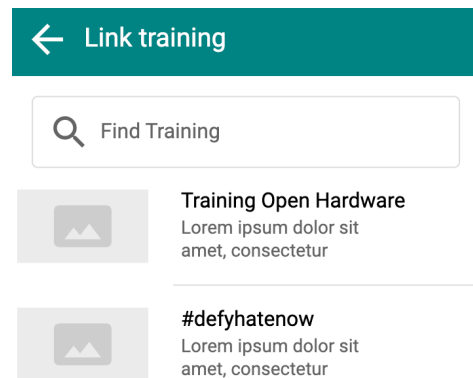 Link training
Find Training
Training Open Hardware
Lorem ipsum dolor sit
amet, consectetur
#defyhatenow
Lorem ipsum dolor sit
amet, consectetur